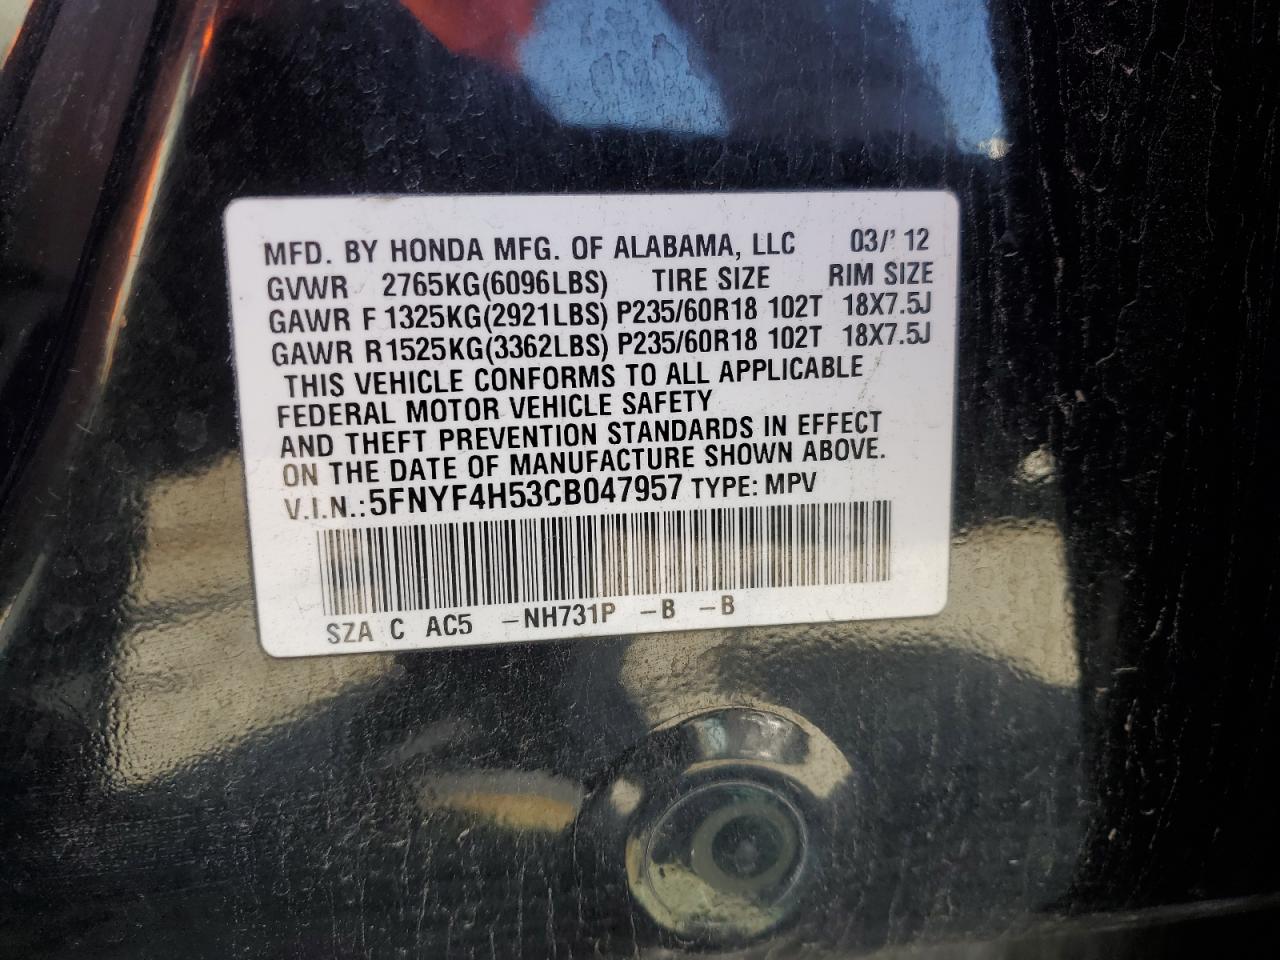 MFD. BY HONDA MFG. OF ALABAMA, LLC 03/' 12
GVWR 2765KG(6096LBS) TIRE SIZE RIM SIZE
GAWR F 1325KG(2921LBS) P235/60R18 102T 18X7.5J
GAWR R1525KG(3362LBS) P235/60R18 102T 18X7.5J
THIS VEHICLE CONFORMS TO ALL APPLICABLE
FEDERAL MOTOR VEHICLE SAFETY
AND THEFT PREVENTION STANDARDS IN EFFECT
ON THE DATE OF MANUFACTURE SHOWN ABOVE.
V.I.N.:5FNYF4H53CB047957 TYPE: MPV
SZA C AC5 -NH731P -B -B